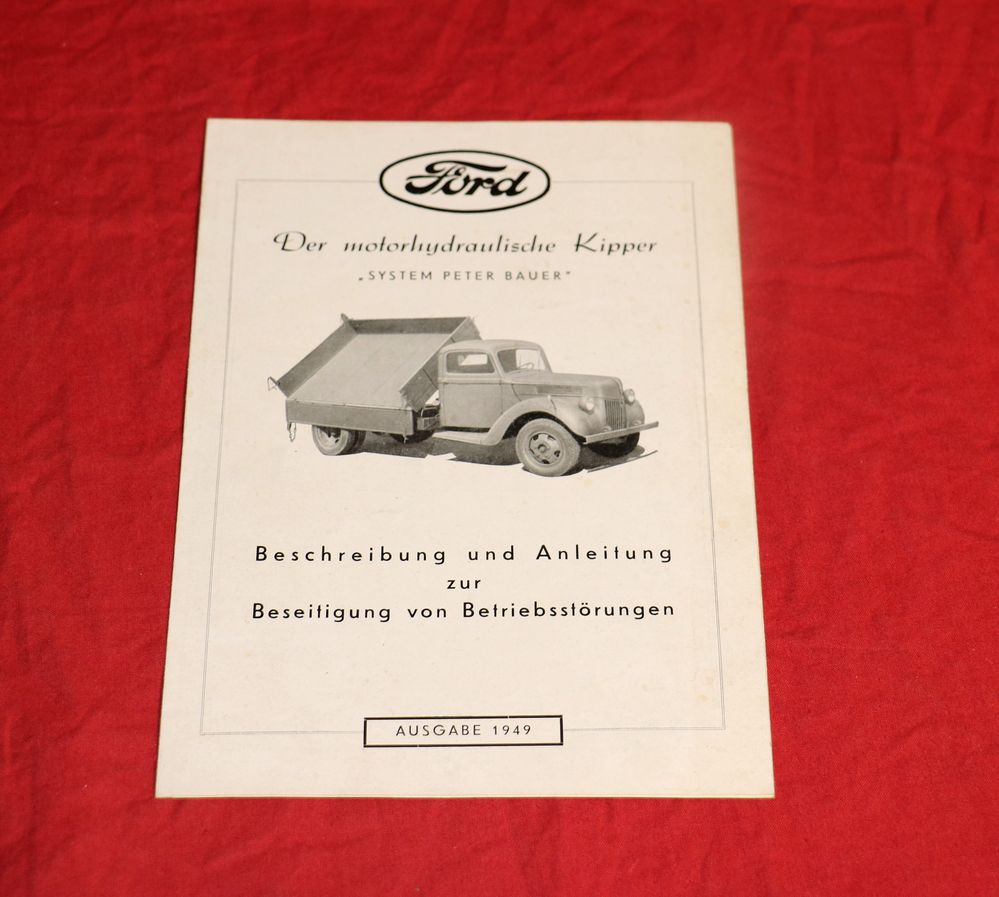 Ford
Der motorhydraulische Kipper
„SYSTEM PETER BAUER"
Beschreibung und Anleitung
zur
Beseitigung von Betriebsstörungen
AUSGABE 1949